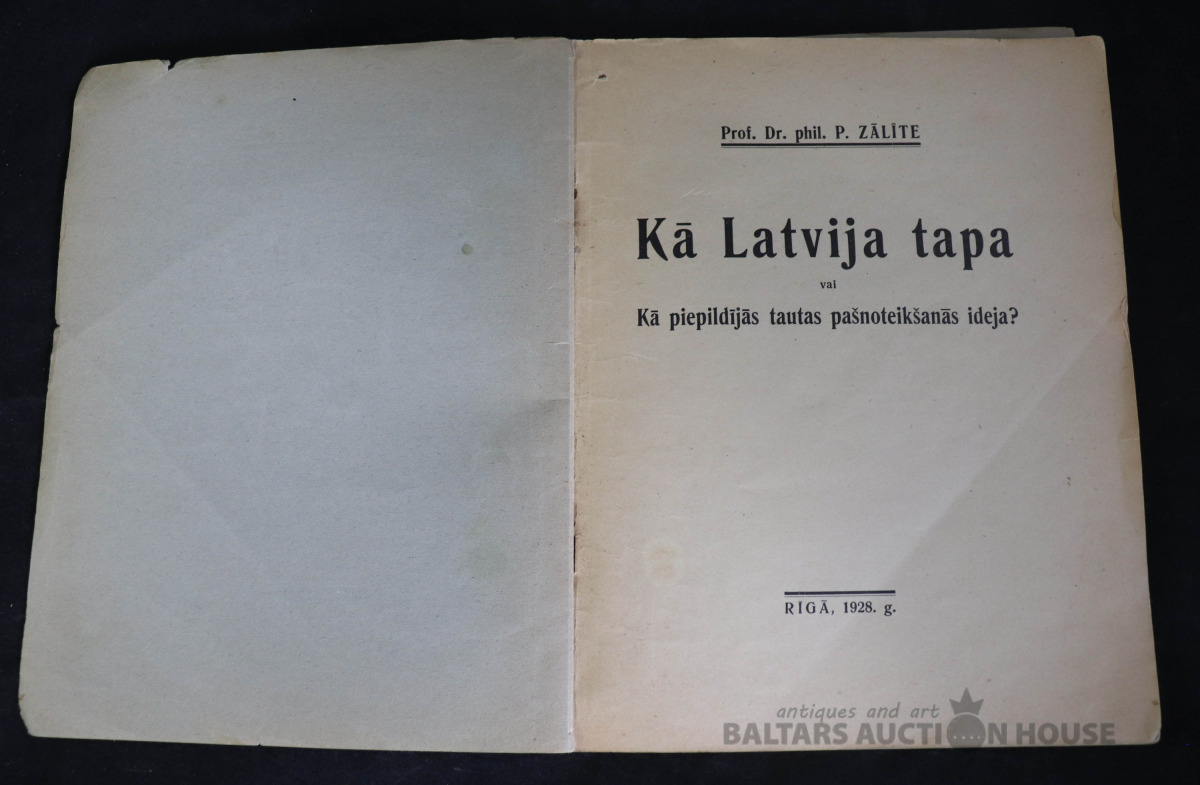 Prof. Dr. phil. P. ZĀLĪTE
Kā Latvija tapa
vai
Kā piepildījās tautas pašnoteikšanās ideja?
RĪGĀ, 1928. g.
antiques and art
BALTARS AUCTION HOUSE